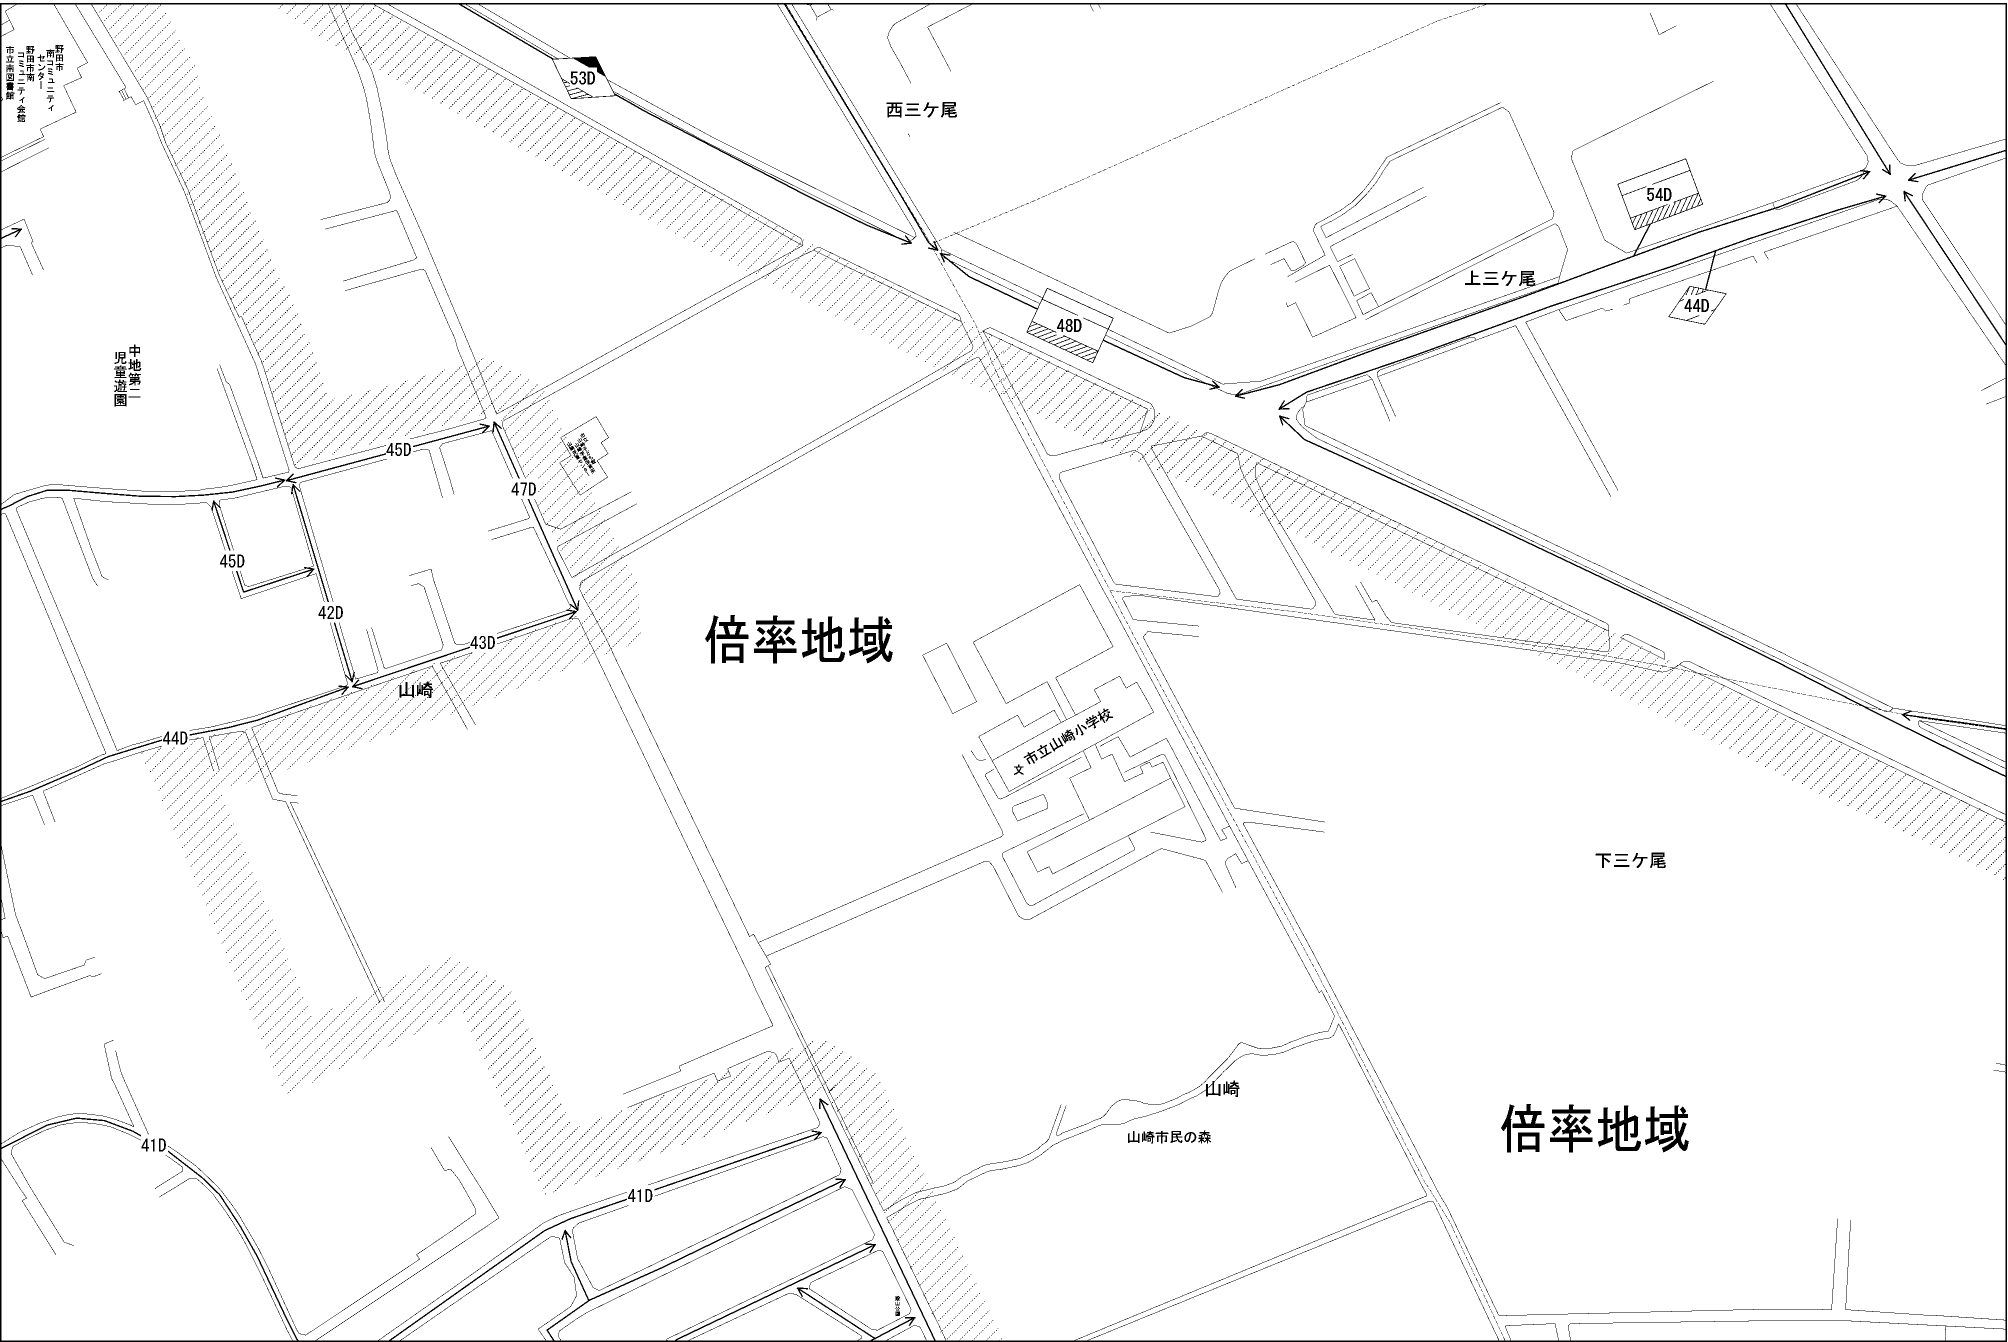 野田市
南コミュニティ
センター
野田市南
コミュニティ会館
市立南図書館
53D
西三ケ尾
54D
上三ケ尾
44D
48D
中地第二
児童遊園
45D
47D
45D
42D
43D
山崎
44D
倍率地域
市立山崎小学校
文
下三ケ尾
山崎
山崎市民の森
倍率地域
41D
41D